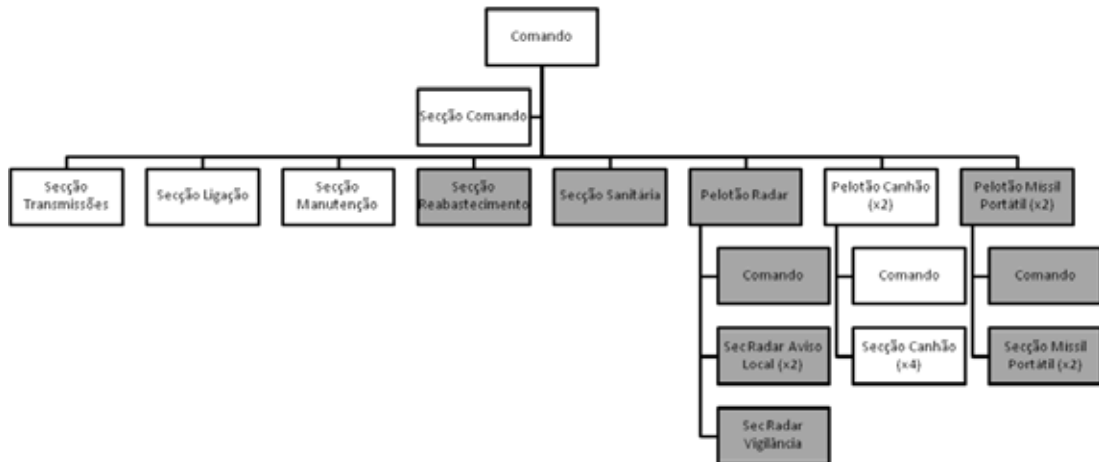 Comando
Secção Comando
Secção
Transmissões
Secção Ligação
Secção
Manutenção
Secção
Reabastecimento
Secção Sanitária
Pelotão Radar
Pelotão Canhão
(x2)
Pelotão Missil
Portátil (x2)
Comando
Comando
Comando
Sec Radar Aviso
Local (x2)
Secção Canhão
(x4)
Secção Missil
Portátil (x2)
Sec Radar
Vigilância